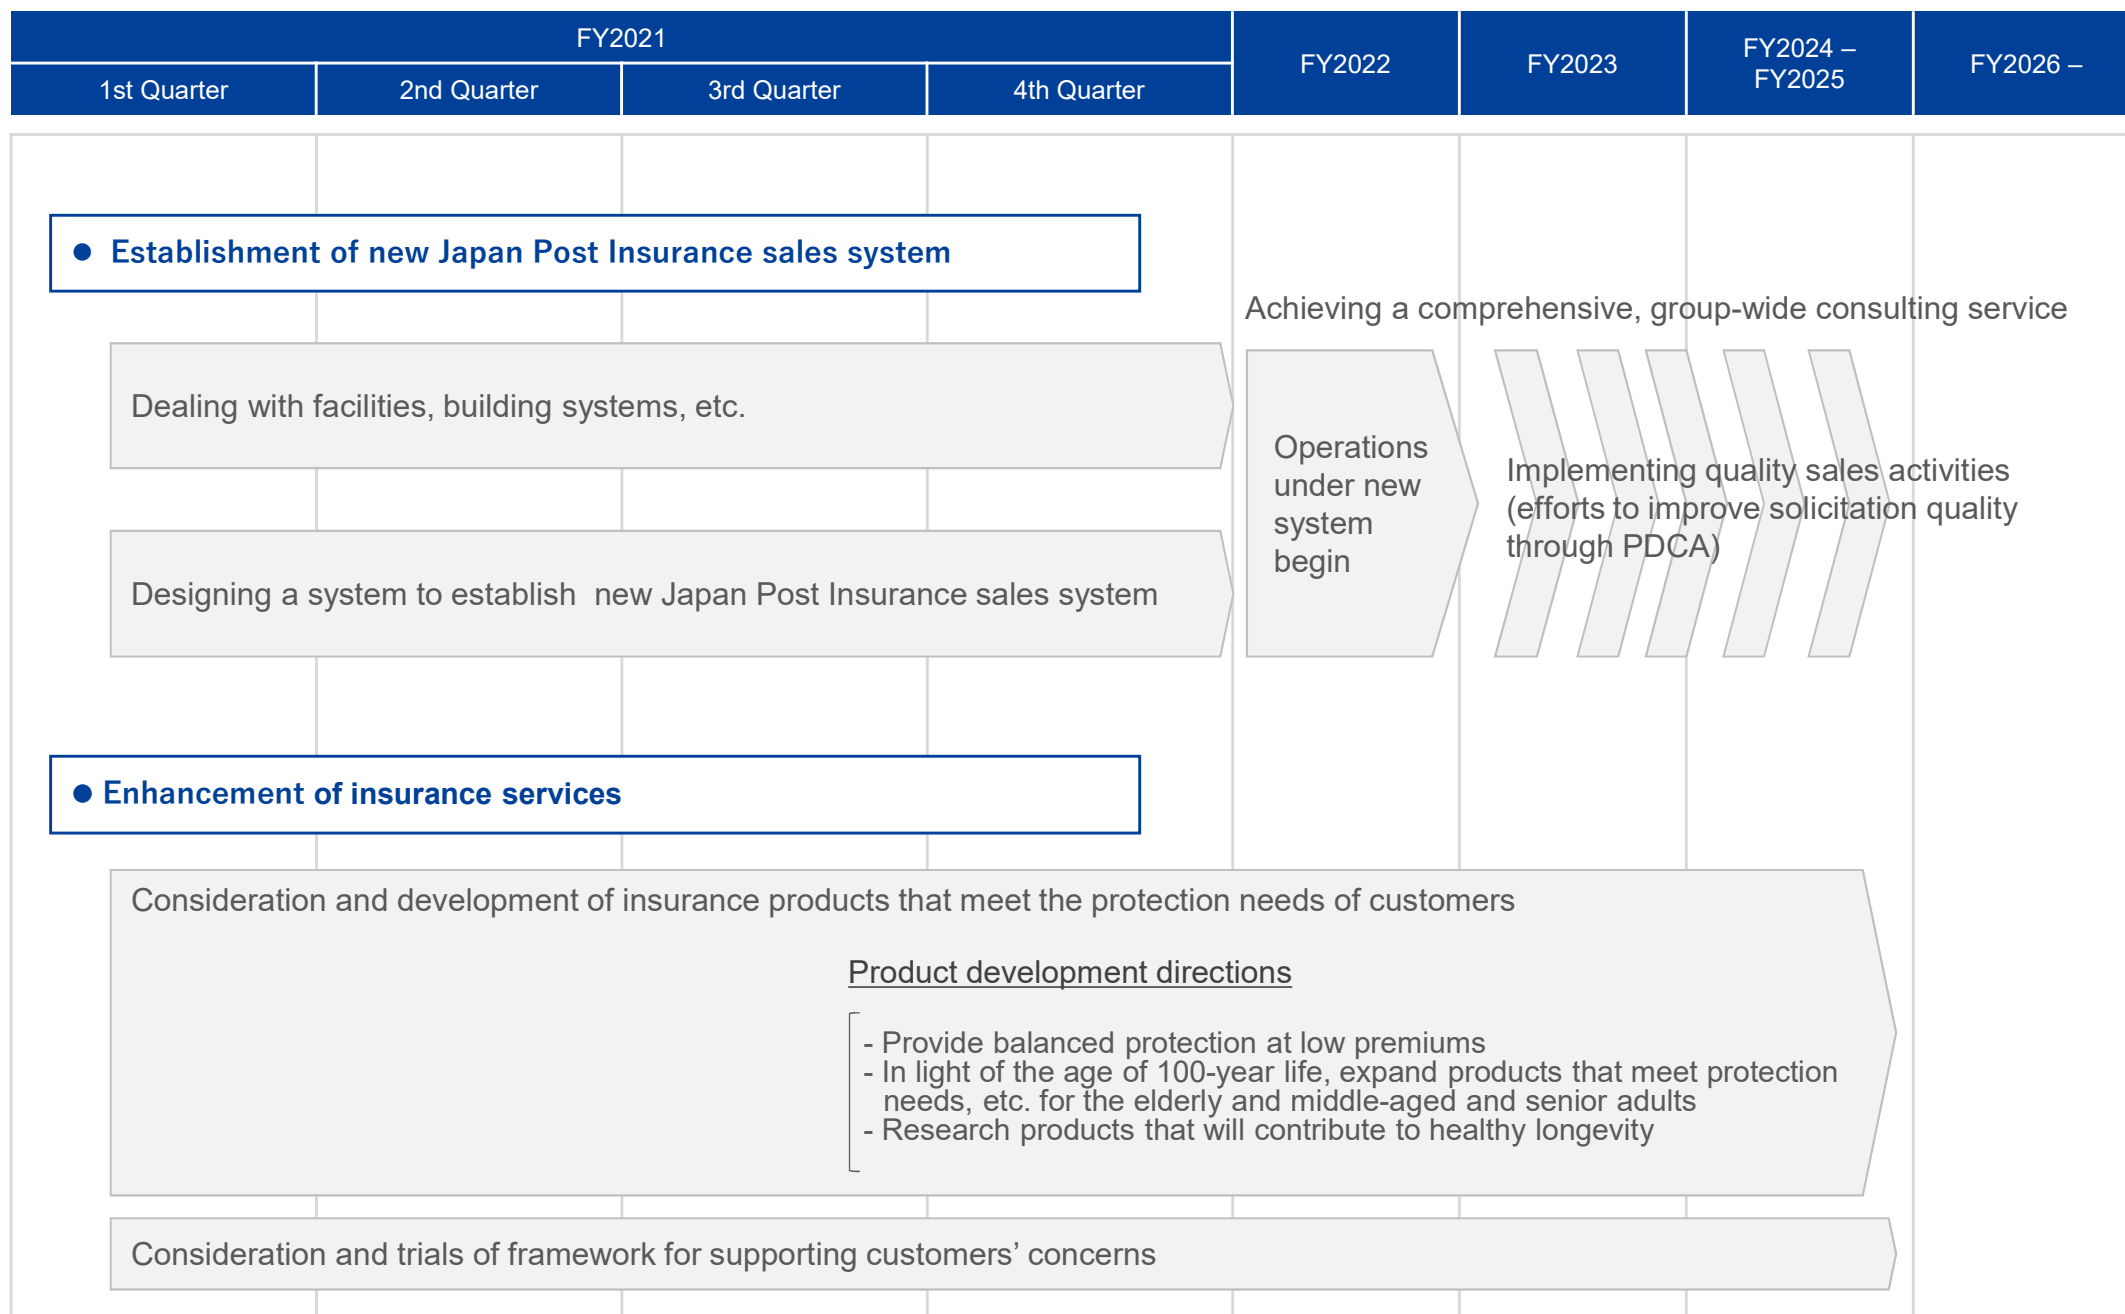 FY2021
1st Quarter
2nd Quarter
3rd Quarter
4th Quarter
FY2022
FY2023
FY2024 –
FY2025
FY2026 –
● Establishment of new Japan Post Insurance sales system
Achieving a comprehensive, group-wide consulting service
Dealing with facilities, building systems, etc.
Designing a system to establish  new Japan Post Insurance sales system
Operations
under new
system
begin
Implementing quality sales activities
(efforts to improve solicitation quality
through PDCA)
● Enhancement of insurance services
Consideration and development of insurance products that meet the protection needs of customers
Product development directions
- Provide balanced protection at low premiums
- In light of the age of 100-year life, expand products that meet protection
needs, etc. for the elderly and middle-aged and senior adults
- Research products that will contribute to healthy longevity
Consideration and trials of framework for supporting customers’ concerns